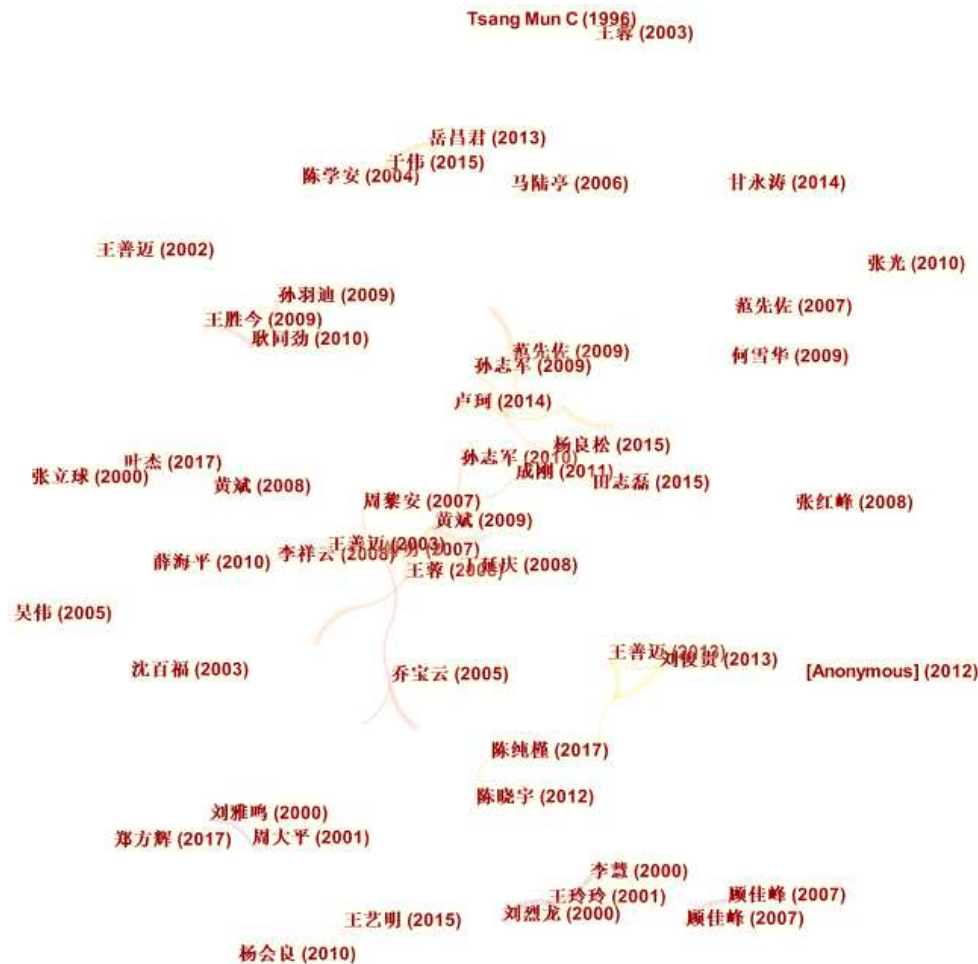 Tsang Mun C (1996)
王蓉 (2003)
岳昌君 (2013)
于伟 (2015)
陈学安 (2004)
马陆亭 (2006)
甘永涛 (2014)
王善迈 (2002)
张光 (2010)
孙羽迪 (2009)
范先佐 (2007)
王胜今 (2009)
耿同劲 (2010)
范先佐 (2009)
何雪华 (2009)
孙志军 (2009)
卢珂 (2014)
杨良松 (2015)
孙志军 (2010)
叶杰 (2017)
成刚 (2011)
张立球 (2000)
田志磊 (2015)
黄斌 (2008)
周黎安 (2007)
张红峰 (2008)
黄斌 (2009)
王善迈 (2003)
(2007)
李祥云 (2008)
薛海平 (2010)
丁延庆 (2008)
王蓉 (2008)
吴伟 (2005)
王善迈 (2013)
刘俊贵 (2013)
沈百福 (2003)
乔宝云 (2005)
[Anonymous] (2012)
陈纯槿 (2017)
陈晓宇 (2012)
刘雅鸣 (2000)
郑方辉 (2017)
周大平 (2001)
李慧 (2000)
王玲玲 (2001)
顾佳峰 (2007)
刘烈龙 (2000)
顾佳峰 (2007)
王艺明 (2015)
杨会良 (2010)